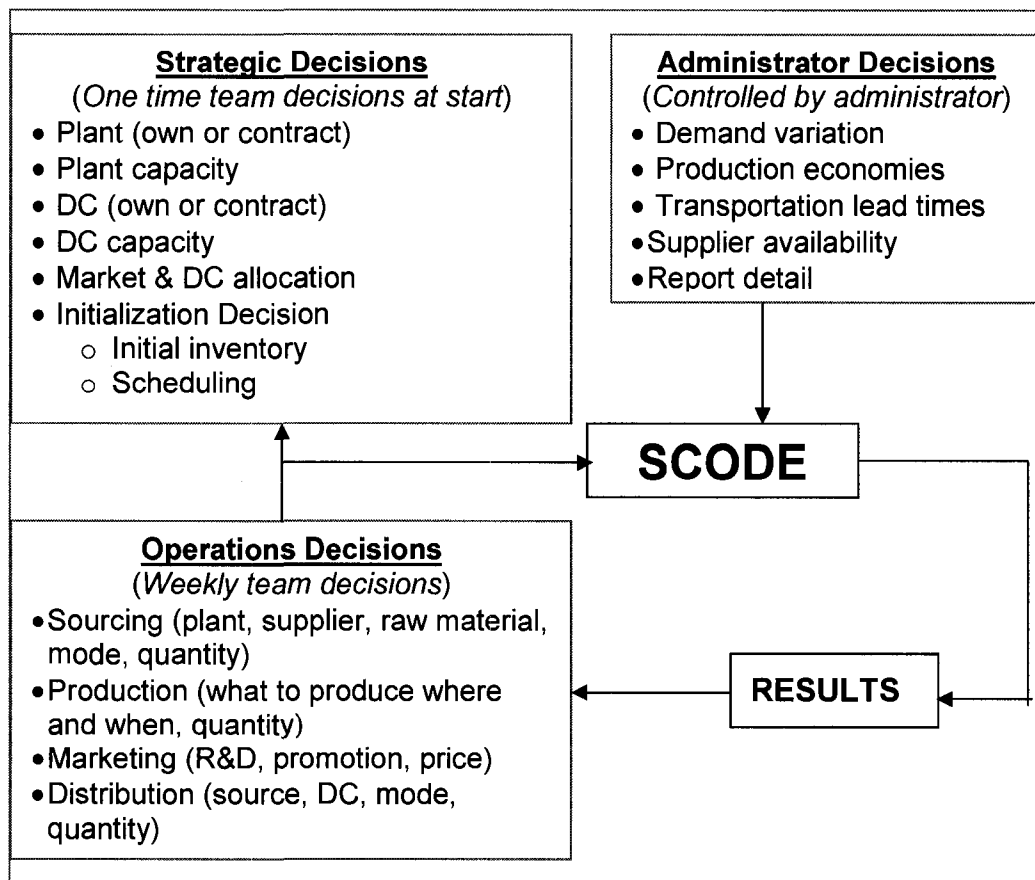 Strategic Decisions
(One time team decisions at start)
• Plant (own or contract)
• Plant capacity
• DC (own or contract)
• DC capacity
• Market & DC allocation
• Initialization Decision
o Initial inventory
o Scheduling
Administrator Decisions
(Controlled by administrator)
• Demand variation
• Production economies
• Transportation lead times
•Supplier availability
•Report detail
SCODE
Operations Decisions
(Weekly team decisions)
•Sourcing (plant, supplier, raw material,
mode, quantity)
•Production (what to produce where
and when, quantity)
•Marketing (R&D, promotion, price)
•Distribution (source, DC, mode,
quantity)
RESULTS